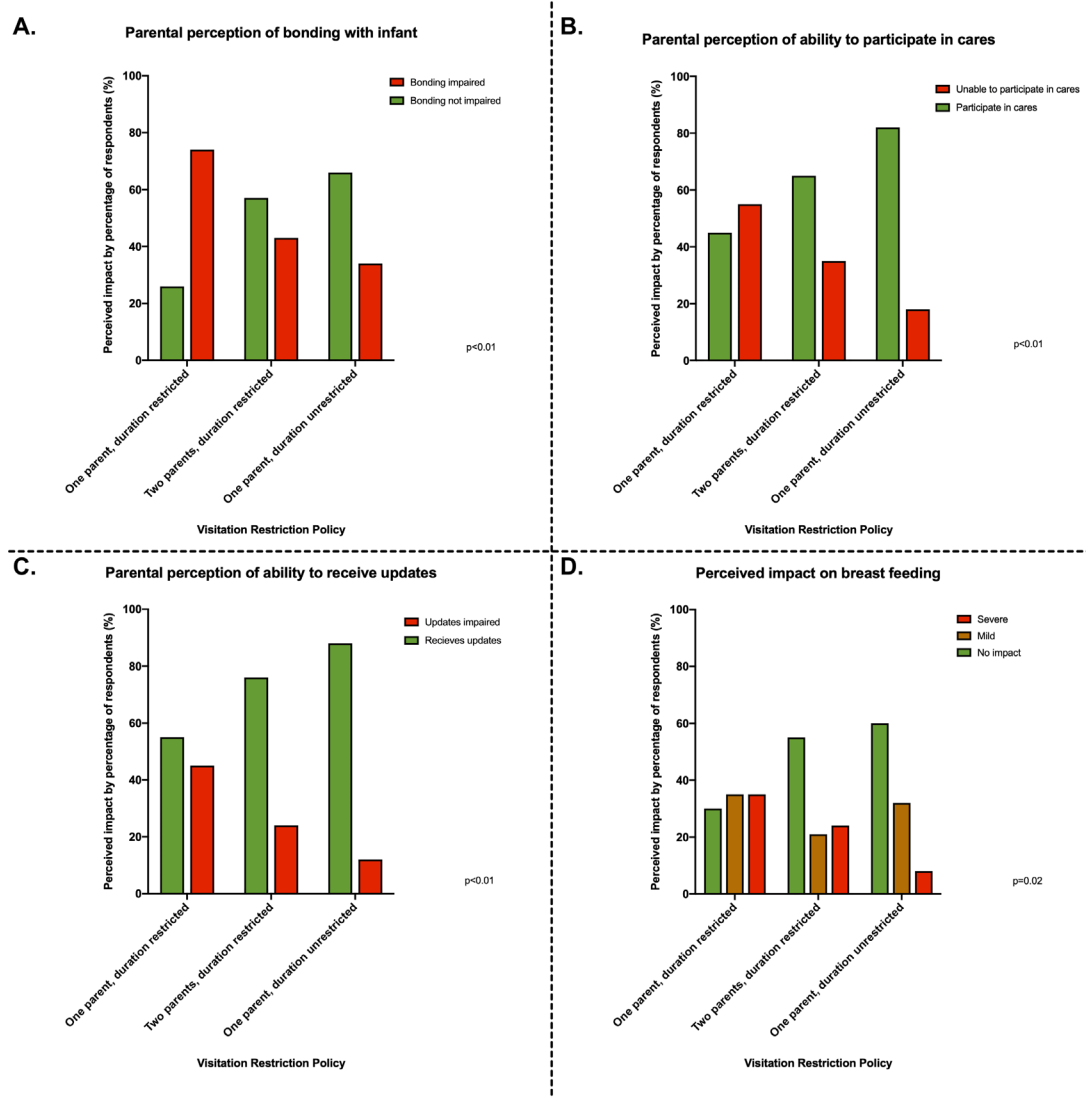 A.
Parental perception of bonding with infant
Bonding impaired
Bonding not impaired
Perceived impact by percentage of respondents (%)
100
80
60
40
20
0
p<0.01
One parent, duration restricted
Two parents, duration restricted
One parent, duration unrestricted
Visitation Restriction Policy
B.
Parental perception of ability to participate in cares
Unable to participate in cares
Participate in cares
Perceived impact by percentage of respondents (%)
100
80
60
40
20
0
p<0.01
One parent, duration restricted
Two parents, duration restricted
One parent, duration unrestricted
Visitation Restriction Policy
C.
Parental perception of ability to receive updates
Updates impaired
Recieves updates
Perceived impact by percentage of respondents (%)
100
80
60
40
20
0
p<0.01
One parent, duration restricted
Two parents, duration restricted
One parent, duration unrestricted
Visitation Restriction Policy
D.
Perceived impact on breast feeding
Severe
Mild
No impact
Perceived impact by percentage of respondents (%)
100
80
60
40
20
0
p=0.02
One parent, duration restricted
Two parents, duration restricted
One parent, duration unrestricted
Visitation Restriction Policy